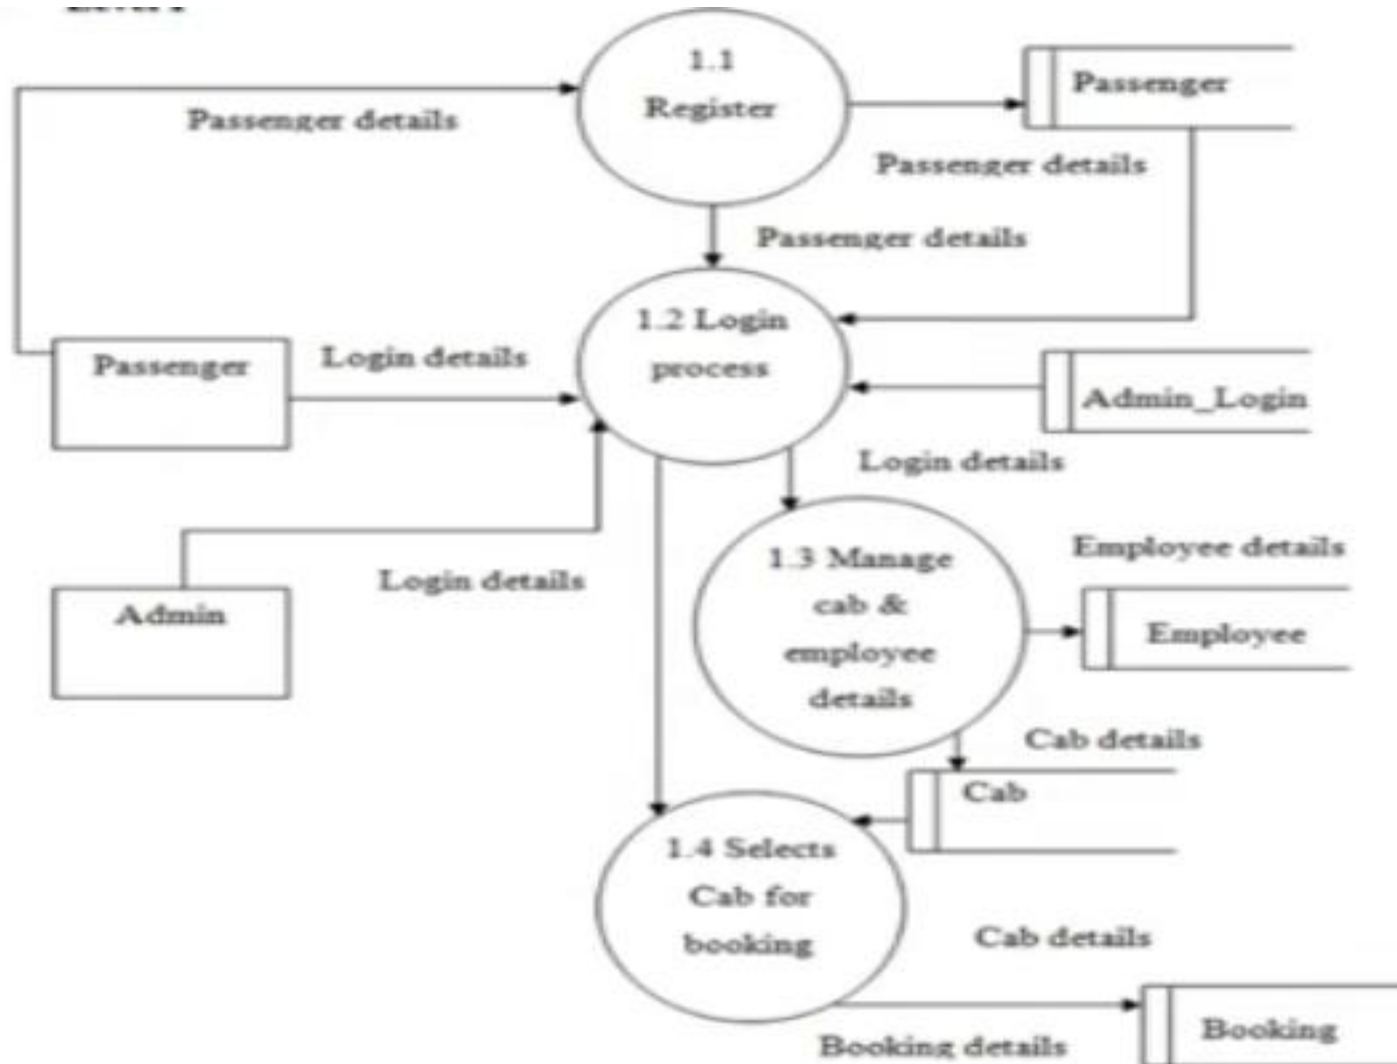 1.1
Register
Passenger
Passenger details
Passenger details
Passenger details
1.2 Login
process
Passenger
Login details
Admin_Login
Login details
1.3 Manage
cab &
employee
details
Employee details
Login details
Admin
Employee
Cab details
Cab
1.4 Selects
Cab for
booking
Cab details
Booking
Booking details